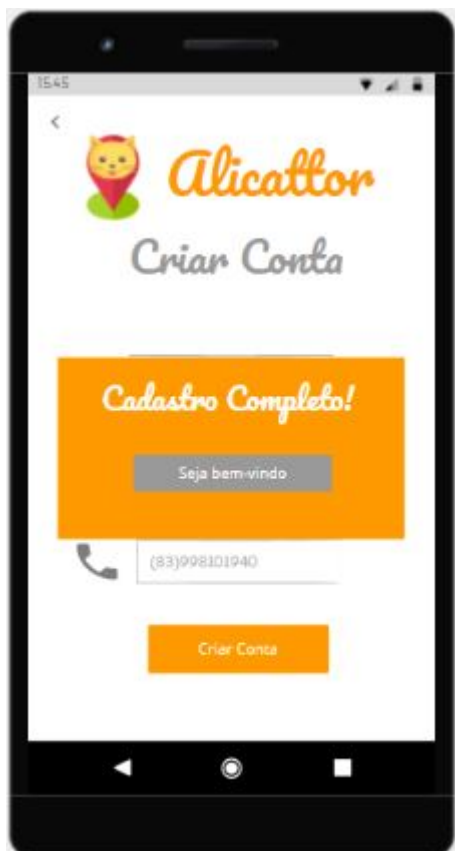 15:45
Alicattor
Criar Conta
Cadastro Completo!
Seja bem-vindo
(83)998101940
Criar Conta